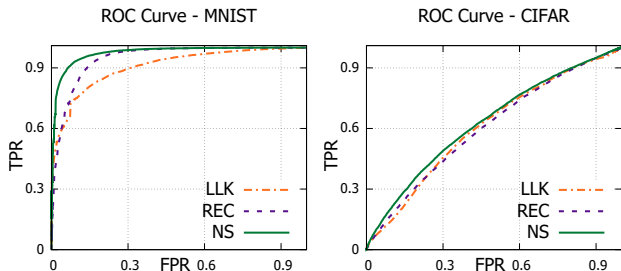 ROC Curve - MNIST
TPR
0.9
0.6
0.3
0
LLK
REC
NS
0
0.3
0.6
0.9
FPR
ROC Curve - CIFAR
TPR
0.9
0.6
0.3
0
LLK
REC
NS
0
0.3
0.6
0.9
FPR